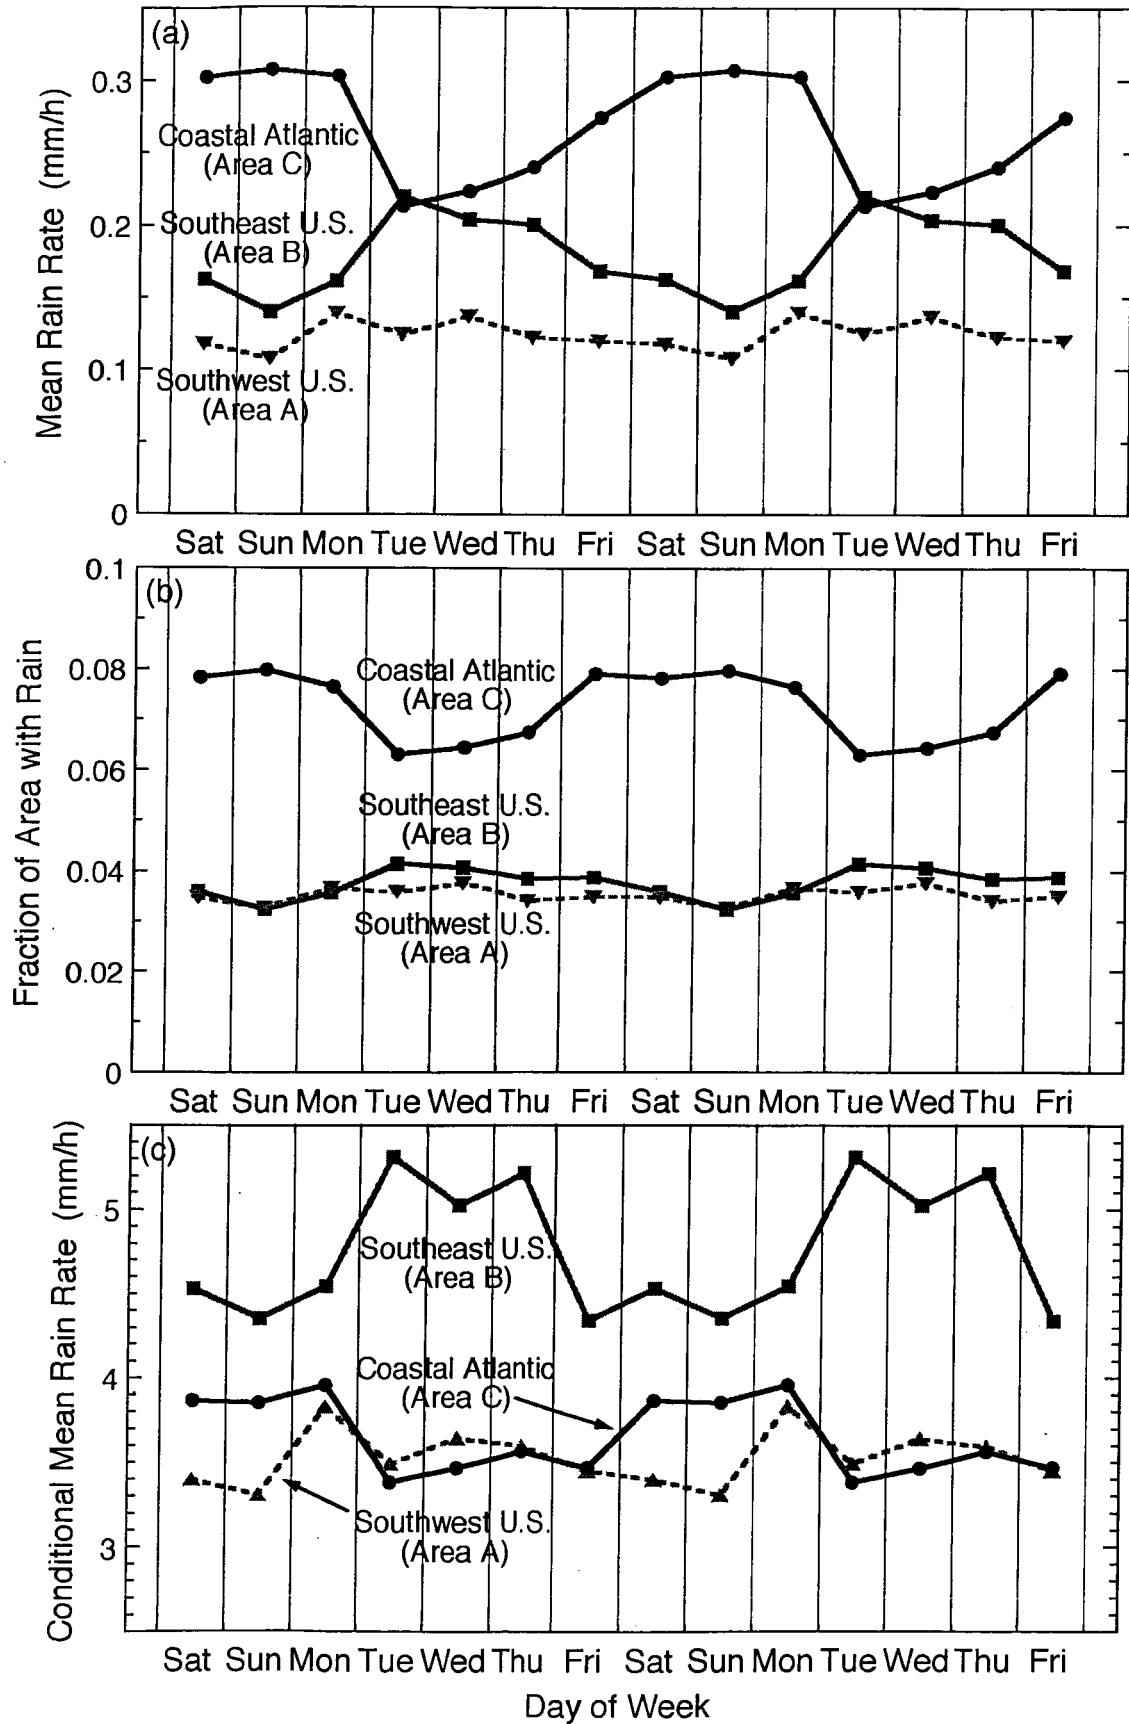 (a)
0.3
0.2
0.1
0
Mean Rain Rate (mm/h)
Coastal Atlantic
(Area C)
Southeast U.S.
(Area B)
Southwest U.S.
(Area A)
Sat Sun Mon Tue Wed Thu Fri Sat Sun Mon Tue Wed Thu Fri
(b)
0.1
0.08
0.06
0.04
0.02
0
Fraction of Area with Rain
Coastal Atlantic
(Area C)
Southeast U.S.
(Area B)
Southwest U.S.
(Area A)
Sat Sun Mon Tue Wed Thu Fri Sat Sun Mon Tue Wed Thu Fri
(c)
5
4
3
Conditional Mean Rain Rate (mm/h)
Southeast U.S.
(Area B)
Coastal Atlantic
(Area C)
Southwest U.S.
(Area A)
Sat Sun Mon Tue Wed Thu Fri Sat Sun Mon Tue Wed Thu Fri
Day of Week